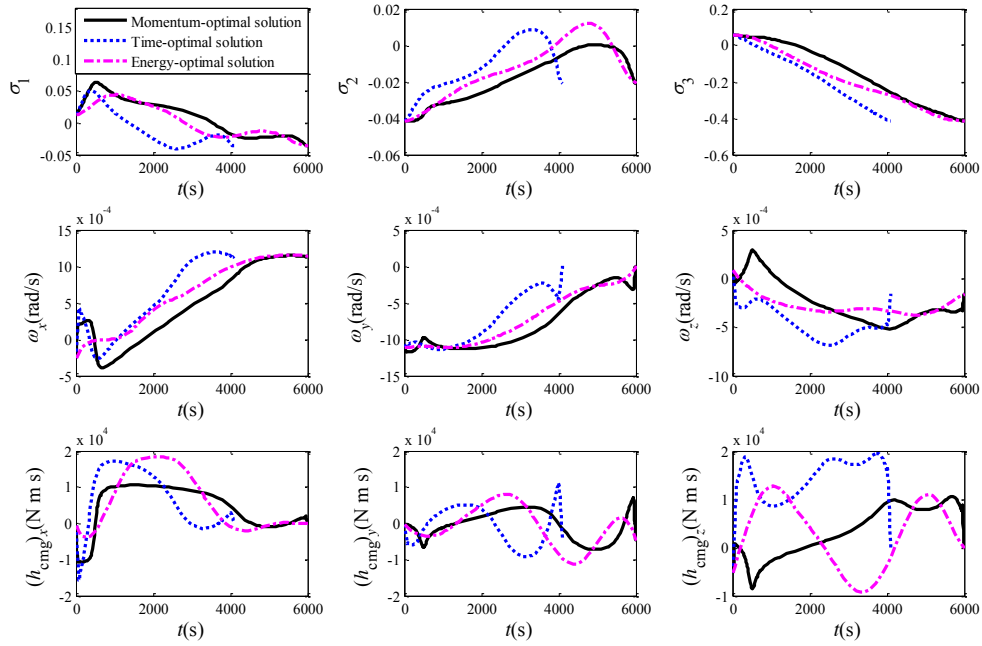 Momentum-optimal solution
Time-optimal solution
Energy-optimal solution
0.15
0.1
0.05
0
-0.05
0 2000 4000 6000
σ1
t(s)
0.02
0
-0.02
-0.04
-0.06
0 2000 4000 6000
σ2
t(s)
0.2
0
-0.2
-0.4
-0.6
0 2000 4000 6000
σ3
t(s)
x 10-4
15
10
5
0
-5
0 2000 4000 6000
ωx(rad/s)
t(s)
x 10-4
5
0
-5
-10
-15
0 2000 4000 6000
ωy(rad/s)
t(s)
x 10-4
5
0
-5
-10
0 2000 4000 6000
ωz(rad/s)
t(s)
x 104
2
1
0
-1
-2
0 2000 4000 6000
(hcmg)x(N m s)
t(s)
x 104
2
1
0
-1
-2
0 2000 4000 6000
(hcmg)y(N m s)
t(s)
x 104
2
1
0
-1
0 2000 4000 6000
(hcmg)z(N m s)
t(s)